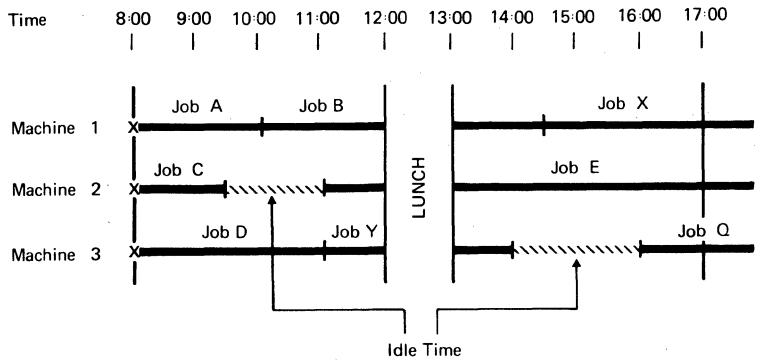 Time 8:00 9:00 10:00 11:00 12:00 13:00 14:00 15:00 16:00 17:00
Job A Job B Job X
Machine 1 X
Job C Job E
Machine 2 X
LUNCH
Job D Job Y Job Q
Machine 3 X
Idle Time